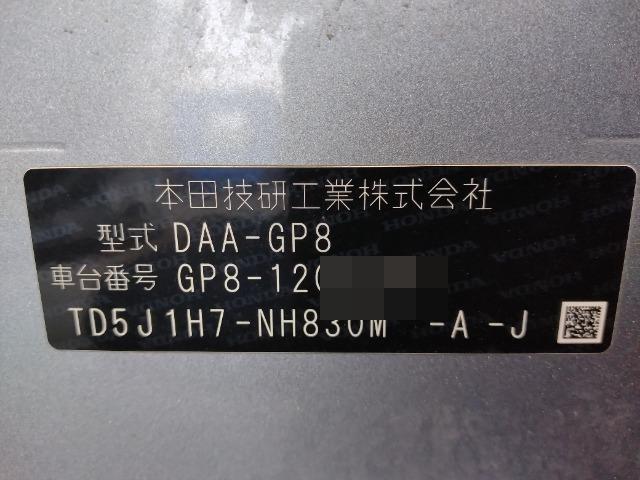 本田技研工業株式会社
型式 DAA-GP8
車台番号 GP8-120
TD5J1H7-NH830M -A -J